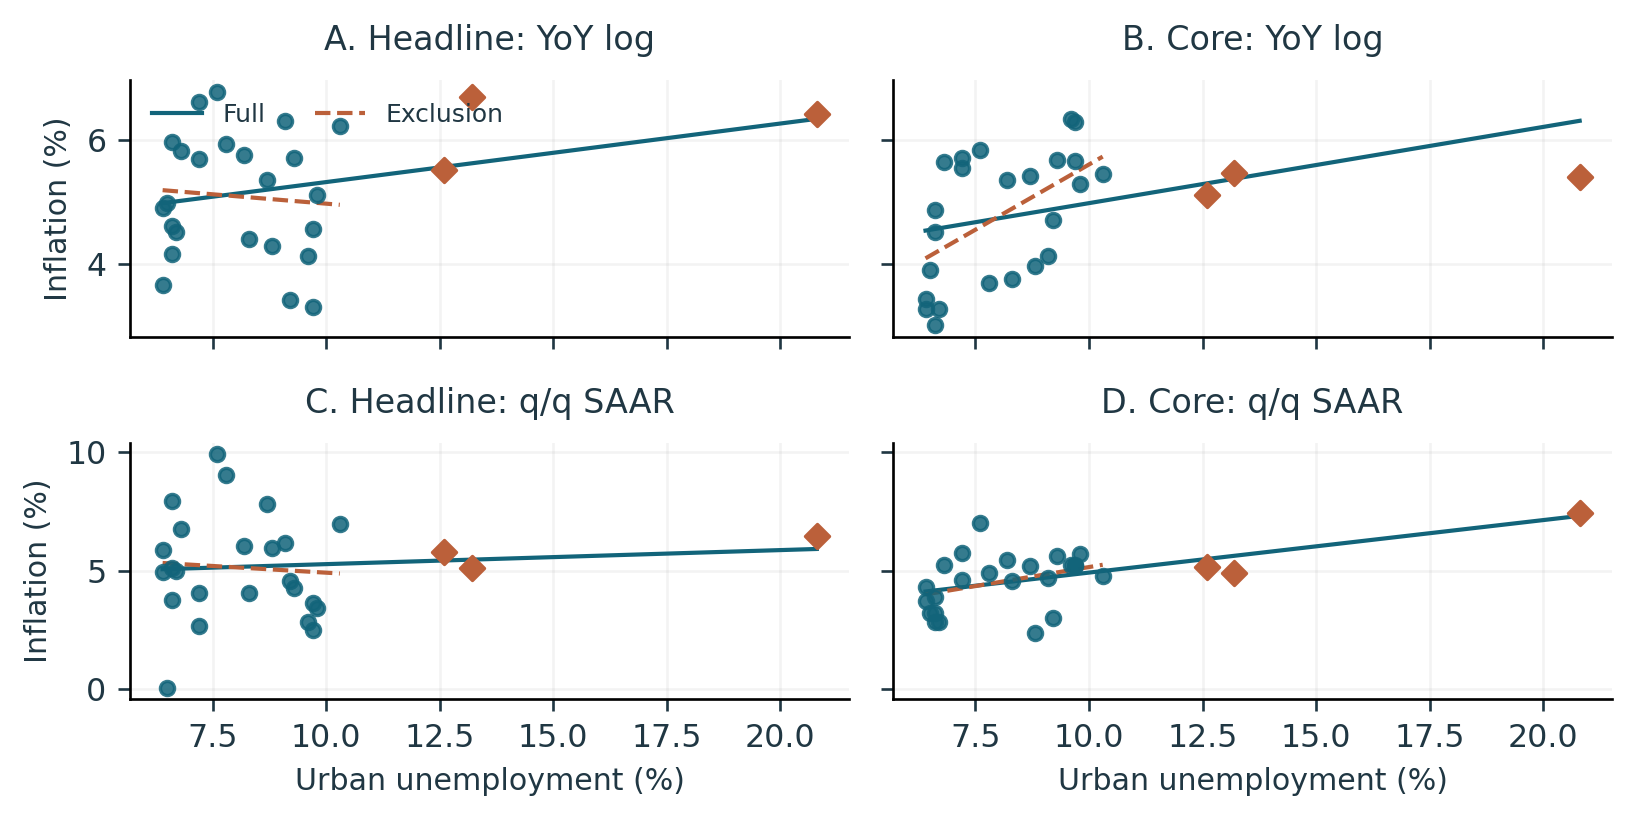 A. Headline: YoY log
B. Core: YoY log
Full
Exclusion
Inflation (%)
6
4
C. Headline: q/q SAAR
D. Core: q/q SAAR
Inflation (%)
10
5
0
7.5 10.0 12.5 15.0 17.5 20.0
7.5 10.0 12.5 15.0 17.5 20.0
Urban unemployment (%)
Urban unemployment (%)